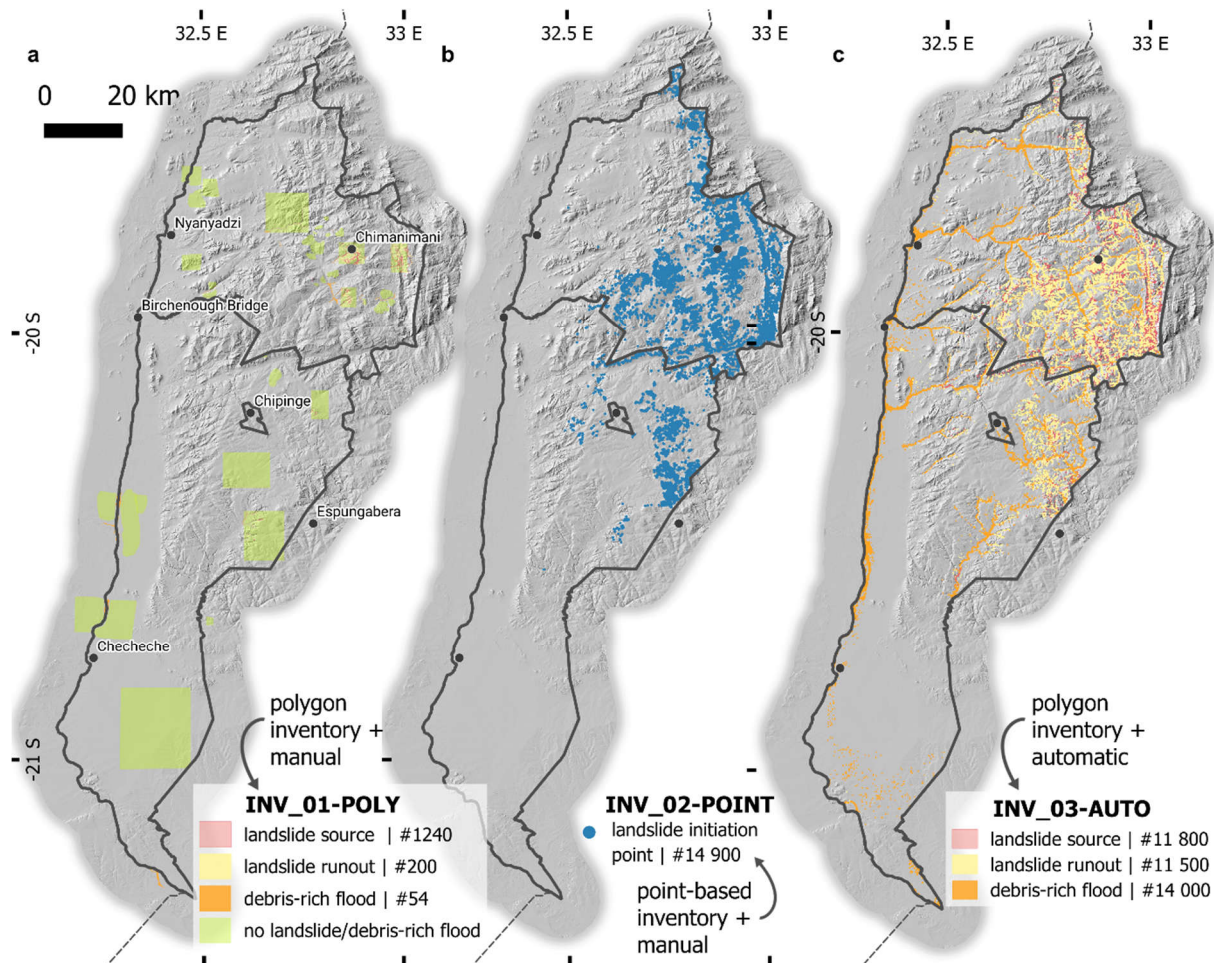 32.5 E
33 E
32.5 E
33 E
32.5 E
33 E
a
b
c
0 20 km
Nyanyadzi
Chimanimani
Birchenough Bridge
-20 S
-20 S
Chipinge
Espungabera
Checheche
-21 S
polygon
inventory +
manual
INV_01-POLY
landslide source | #1240
landslide runout | #200
debris-rich flood | #54
no landslide/debris-rich flood
INV_02-POINT
landslide initiation
point | #14 900
point-based
inventory +
manual
polygon
inventory +
automatic
INV_03-AUTO
landslide source | #11 800
landslide runout | #11 500
debris-rich flood | #14 000